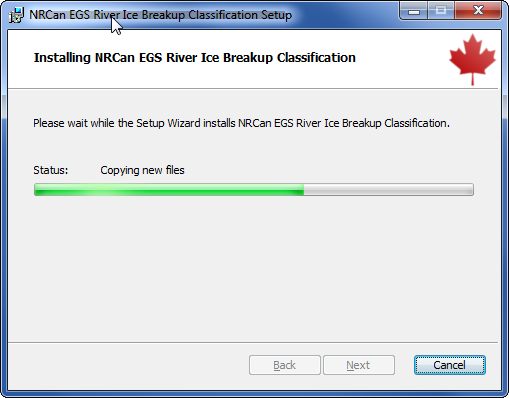 NRCan EGS River Ice Breakup Classification Setup
Installing NRCan EGS River Ice Breakup Classification
Please wait while the Setup Wizard installs NRCan EGS River Ice Breakup Classification.
Status: Copying new files
Back Next Cancel